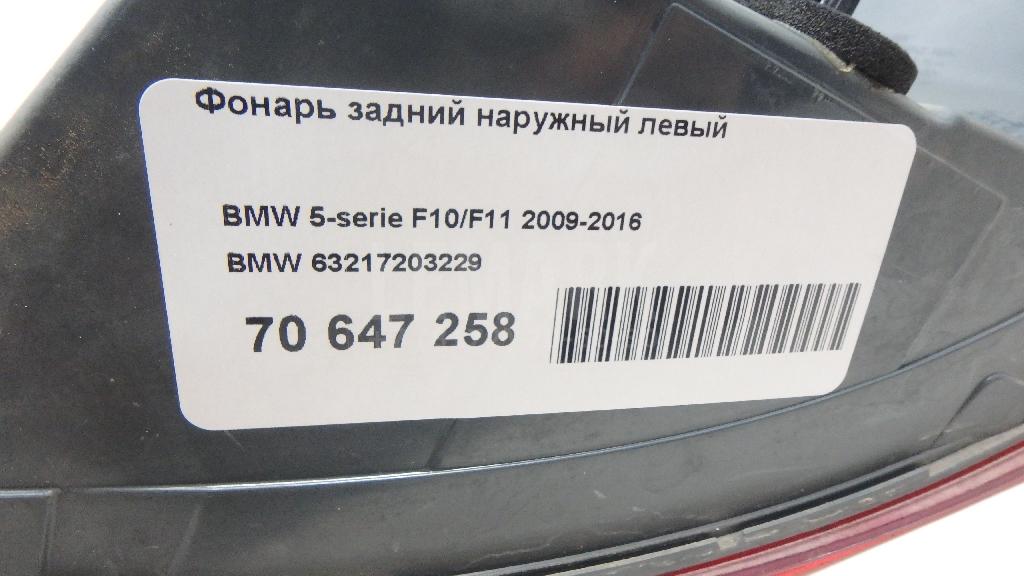 Фонарь задний наружный левый
BMW 5-serie F10/F11 2009-2016
BMW 63217203229
70 647 258